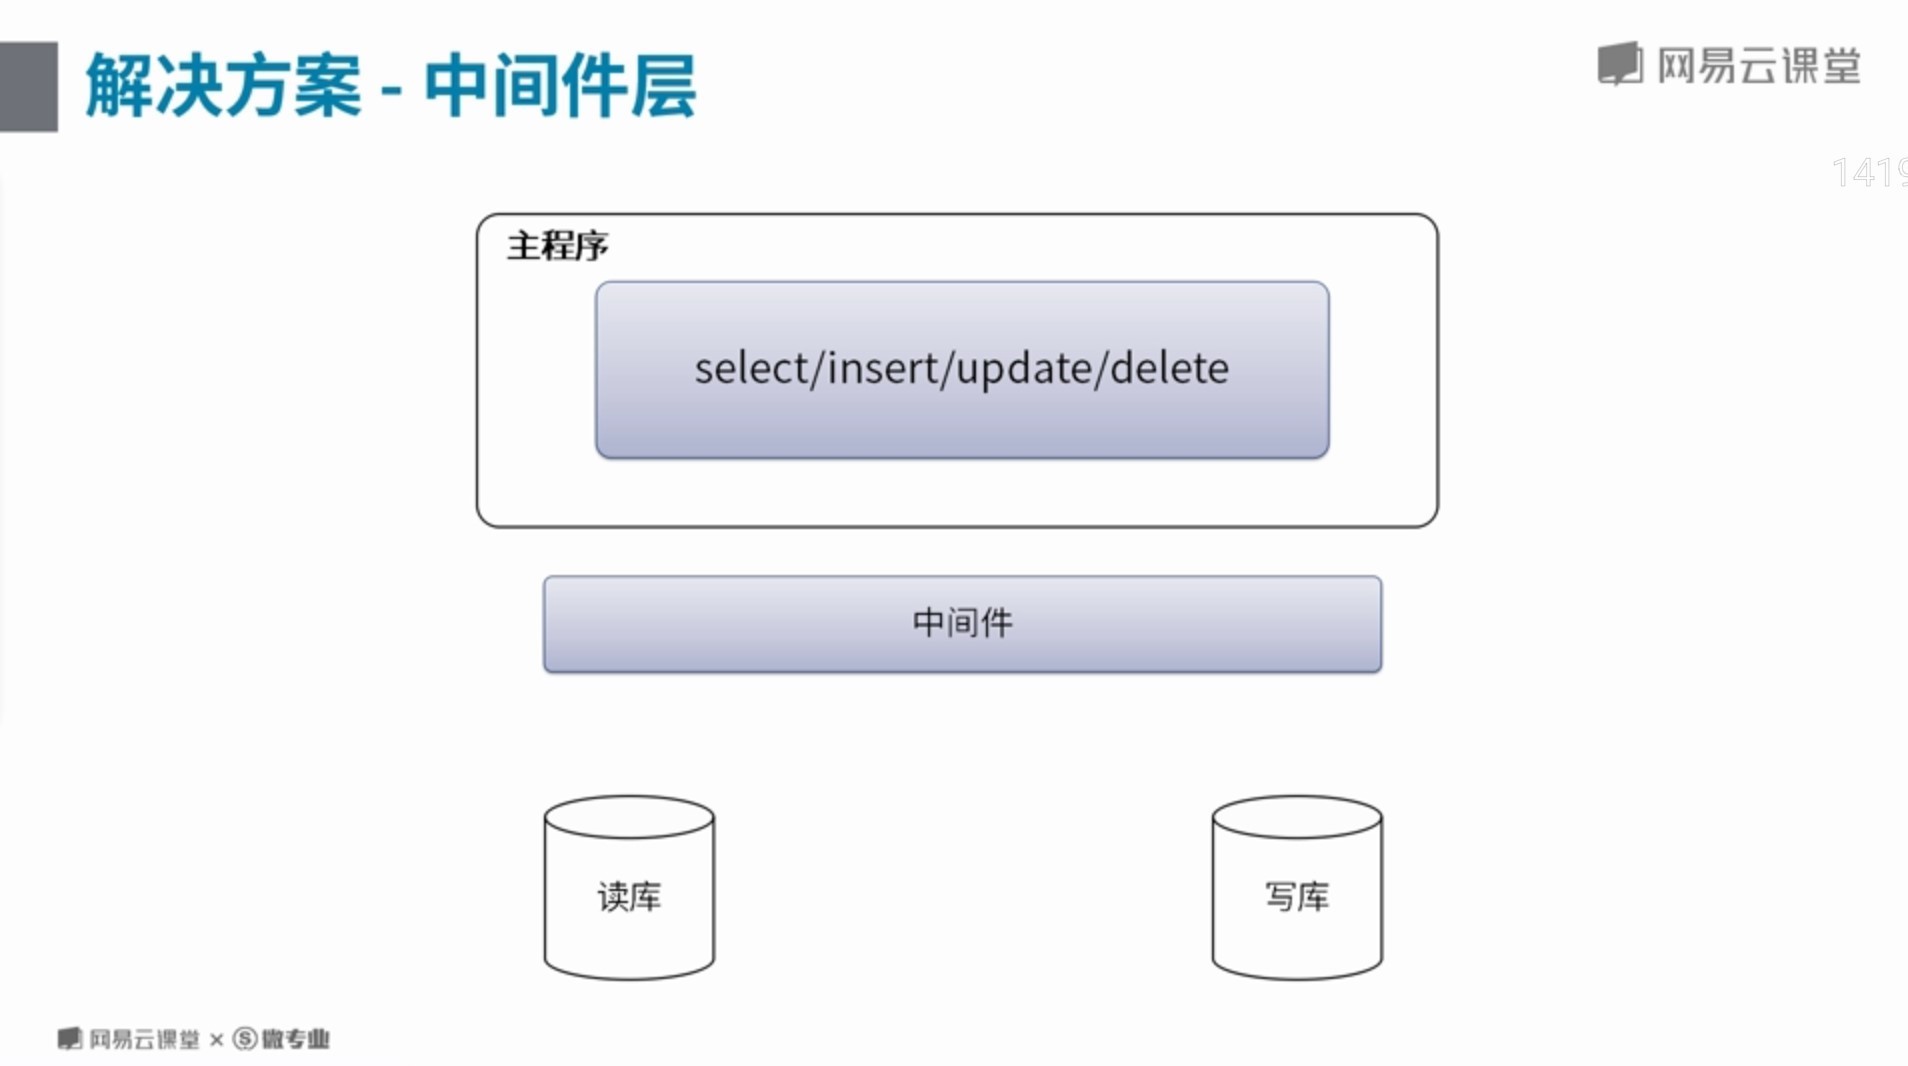 解决方案 - 中间件层
网易云课堂
1419
主程序
select/insert/update/delete
中间件
读库
写库
网易云课堂 × 微专业